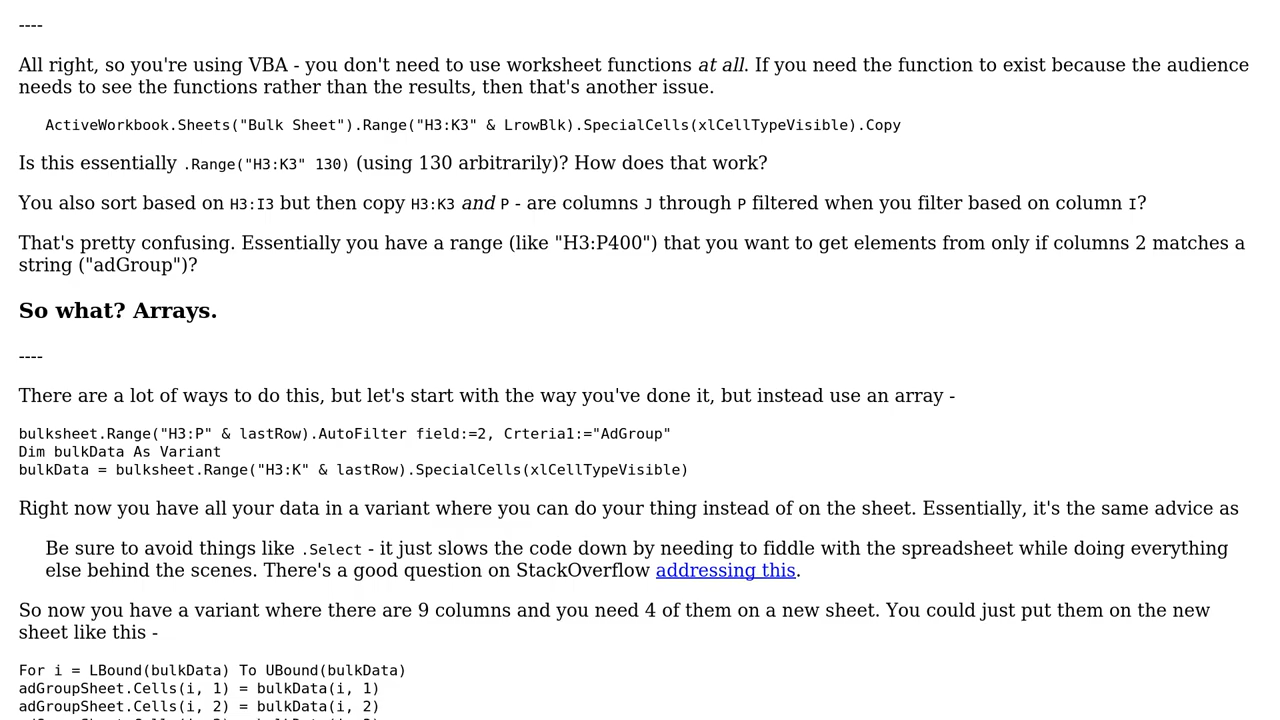 ----
All right, so you're using VBA - you don't need to use worksheet functions at all. If you need the function to exist because the audience
needs to see the functions rather than the results, then that's another issue.
ActiveWorkbook.Sheets("Bulk Sheet").Range("H3:K3" & LrowBlk).SpecialCells(xlCellTypeVisible).Copy
Is this essentially .Range("H3:K3" 130) (using 130 arbitrarily)? How does that work?
You also sort based on H3:I3 but then copy H3:K3 and P - are columns J through P filtered when you filter based on column I?
That's pretty confusing. Essentially you have a range (like "H3:P400") that you want to get elements from only if columns 2 matches a
string ("adGroup")?
So what? Arrays.
----
There are a lot of ways to do this, but let's start with the way you've done it, but instead use an array -
bulksheet.Range("H3:P" & lastRow).AutoFilter field:=2, Crteria1:="AdGroup"
Dim bulkData As Variant
bulkData = bulksheet.Range("H3:K" & lastRow).SpecialCells(xlCellTypeVisible)
Right now you have all your data in a variant where you can do your thing instead of on the sheet. Essentially, it's the same advice as
Be sure to avoid things like .Select - it just slows the code down by needing to fiddle with the spreadsheet while doing everything
else behind the scenes. There's a good question on StackOverflow addressing this.
So now you have a variant where there are 9 columns and you need 4 of them on a new sheet. You could just put them on the new
sheet like this -
For i = LBound(bulkData) To UBound(bulkData)
adGroupSheet.Cells(i, 1) = bulkData(i, 1)
adGroupSheet.Cells(i, 2) = bulkData(i, 2)